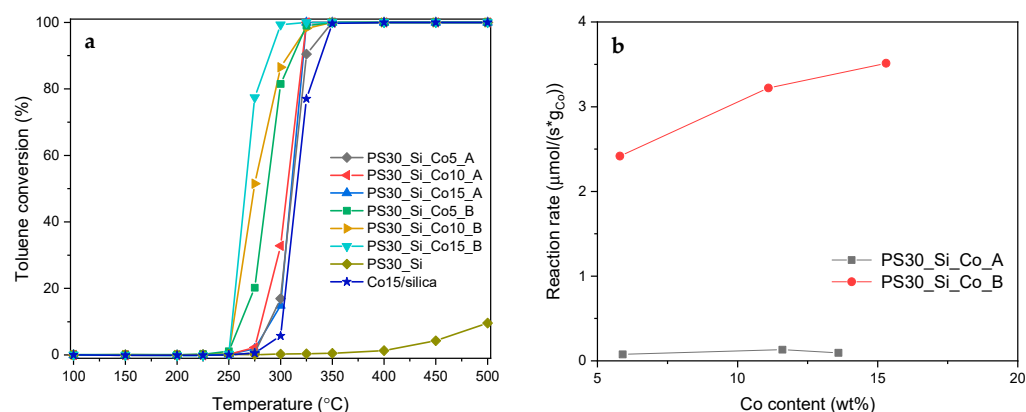 a
Toluene conversion (%)
100
80
60
40
20
0
100
150
200
250
300
350
400
450
500
Temperature (°C)
PS30_Si_Co5_A
PS30_Si_Co10_A
PS30_Si_Co15_A
PS30_Si_Co5_B
PS30_Si_Co10_B
PS30_Si_Co15_B
PS30_Si
Co15/silica
b
Reaction rate (μmol/(s*gCo))
4
3
2
1
0
5
10
15
20
Co content (wt%)
PS30_Si_Co_A
PS30_Si_Co_B